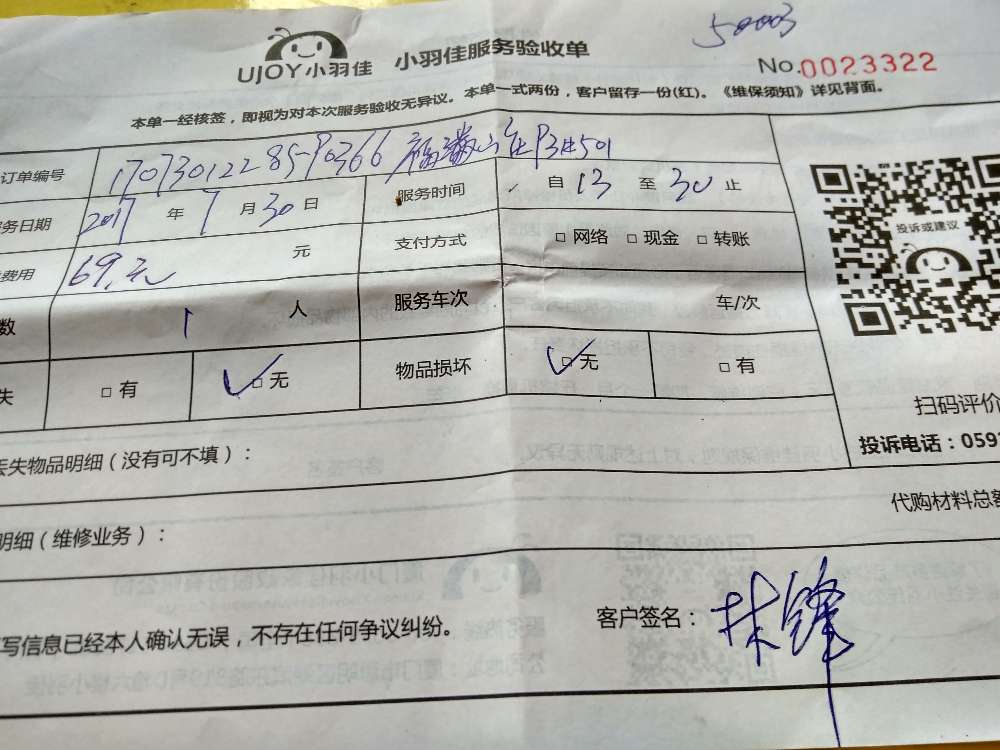 50003
UJOY小羽佳 小羽佳服务验收单
No.0023322
本单一经核签，即视为对本次服务验收无异议。本单一式两份，客户留存一份(红)。《维保须知》详见背面。
订单编号 170730122285-90366
务日期 2017 年 7 月 30 日 服务时间 自 13 至 30 止
费用 69.元 元 支付方式 □ 网络 □ 现金 □ 转账
数 1 人 服务车次 车/次
失 □ 有 ✓□ 无 物品损坏 ✓□ 无 □ 有
投诉或建议
扫码评价
投诉电话：059
丢失物品明细（没有可不填）：
代购材料总额
明细（维修业务）：
写信息已经本人确认无误，不存在任何争议纠纷。
客户签名：林锋